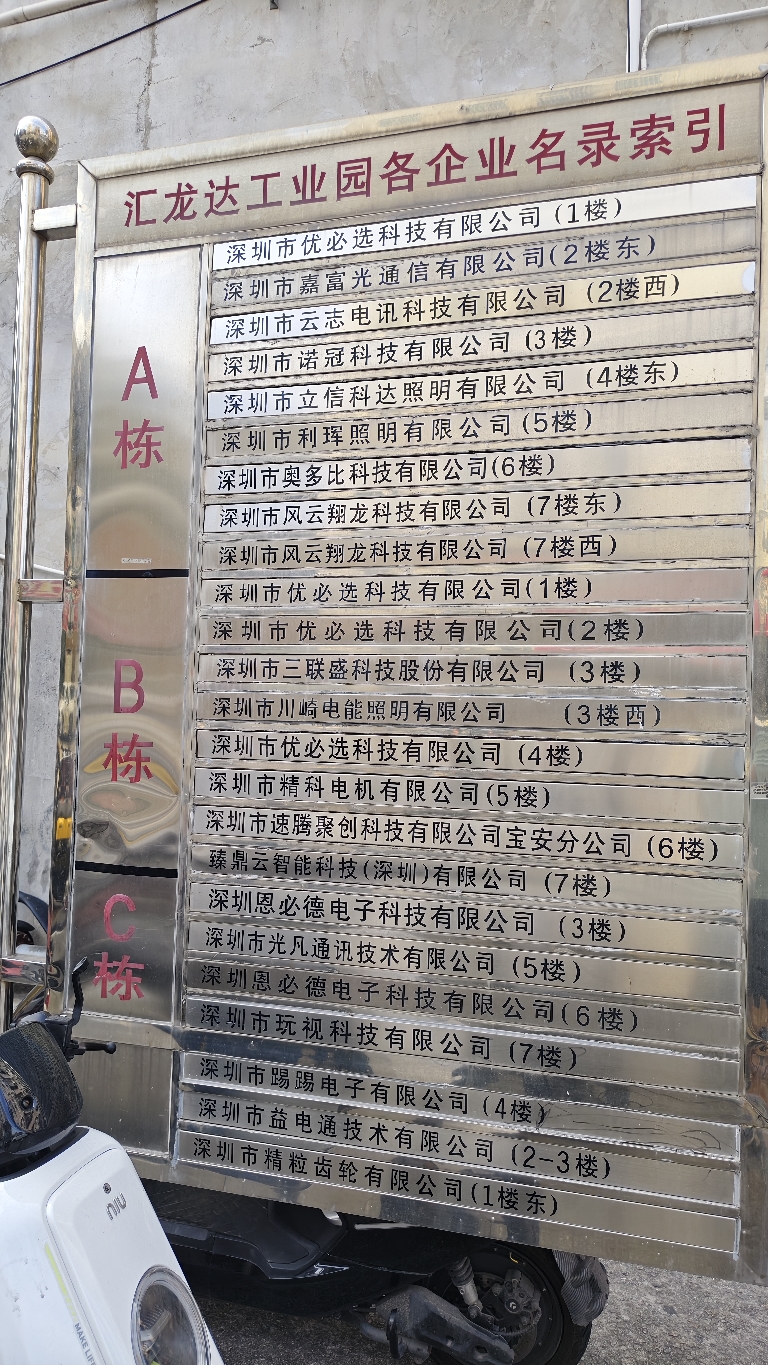 汇龙达工业园各企业名录索引
A栋
深圳市优必选科技有限公司(1楼)
深圳市嘉富光通信有限公司(2楼东)
深圳市云志电讯科技有限公司(2楼西)
深圳市诺冠科技有限公司(3楼)
深圳市立信科达照明有限公司(4楼东)
深圳市利珲照明有限公司(5楼)
深圳市奥多比科技有限公司(6楼)
深圳市风云翔龙科技有限公司(7楼东)
深圳市风云翔龙科技有限公司(7楼西)
B栋
深圳市优必选科技有限公司(1楼)
深圳市优必选科技有限公司(2楼)
深圳市三联盛科技股份有限公司(3楼)
深圳市川崎电能照明有限公司(3楼西)
深圳市优必选科技有限公司(4楼)
深圳市精科电机有限公司(5楼)
深圳市速腾聚创科技有限公司宝安分公司(6楼)
臻鼎云智能科技(深圳)有限公司(7楼)
C栋
深圳恩必德电子科技有限公司(3楼)
深圳市光凡通讯技术有限公司(5楼)
深圳恩必德电子科技有限公司(6楼)
深圳市玩视科技有限公司(7楼)
深圳市踢踢电子有限公司(4楼)
深圳市益电通技术有限公司(2-3楼)
深圳市精粒齿轮有限公司(1楼东)
niu
MAKE LIF